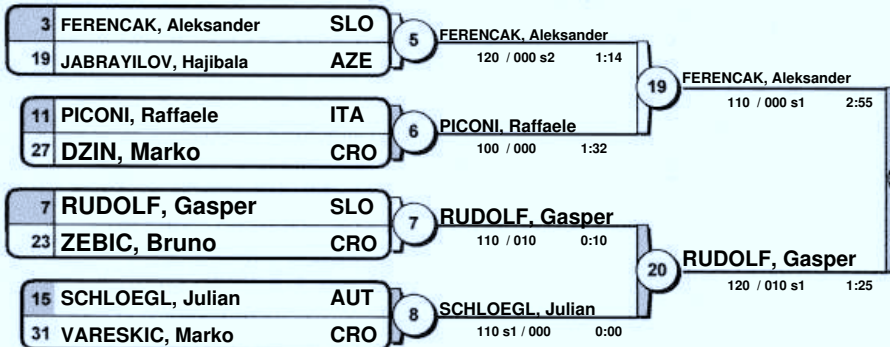 3 FERENCAK, Aleksander SLO
19 JABRAYILOV, Hajibala AZE
5
FERENCAK, Aleksander
120 / 000 s2 1:14
11 PICONI, Raffaele ITA
27 DZIN, Marko CRO
6
PICONI, Raffaele
100 / 000 1:32
19
FERENCAK, Aleksander
110 / 000 s1 2:55
7 RUDOLF, Gasper SLO
23 ZEBIC, Bruno CRO
7
RUDOLF, Gasper
110 / 010 0:10
15 SCHLOEGL, Julian AUT
31 VARESKIC, Marko CRO
8
SCHLOEGL, Julian
110 s1 / 000 0:00
20
RUDOLF, Gasper
120 / 010 s1 1:25